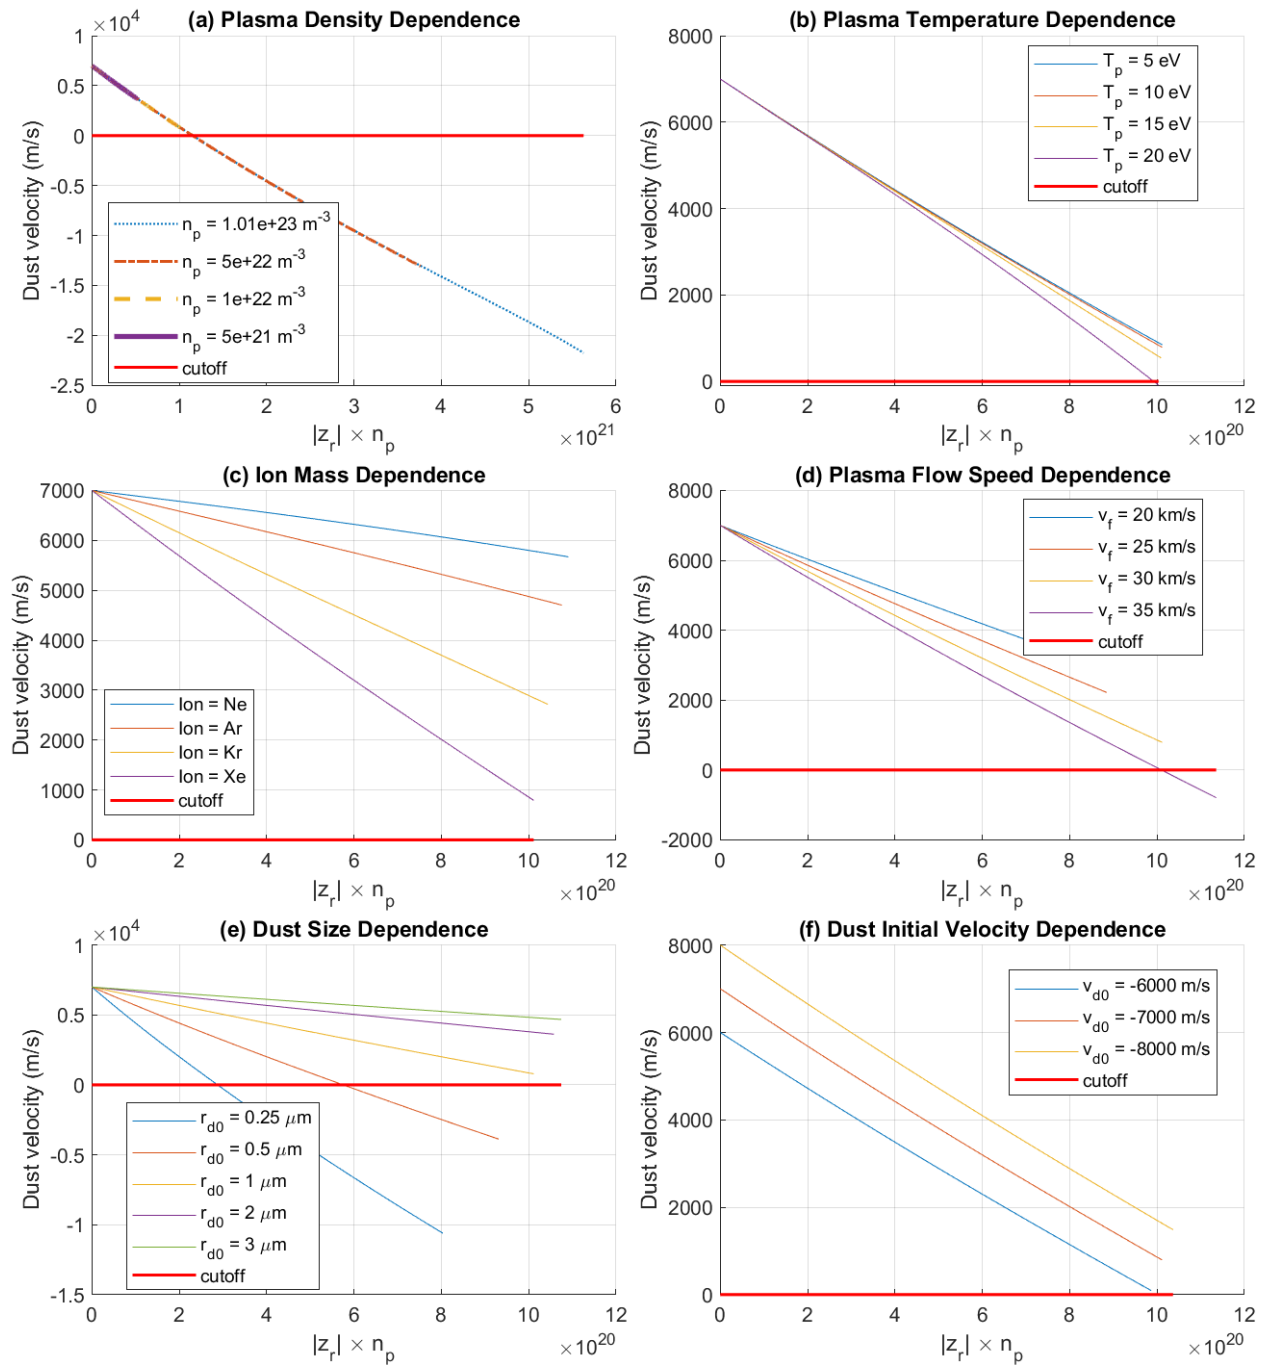 (a) Plasma Density Dependence
×10^4
1
0.5
0
-0.5
-1
-1.5
-2
-2.5
Dust velocity (m/s)
n_p = 1.01e+23 m^-3
n_p = 5e+22 m^-3
n_p = 1e+22 m^-3
n_p = 5e+21 m^-3
cutoff
0 1 2 3 4 5 6
|z_r| × n_p
×10^21
(b) Plasma Temperature Dependence
8000
6000
4000
2000
0
Dust velocity (m/s)
T_p = 5 eV
T_p = 10 eV
T_p = 15 eV
T_p = 20 eV
cutoff
0 2 4 6 8 10 12
|z_r| × n_p
×10^20
(c) Ion Mass Dependence
7000
6000
5000
4000
3000
2000
1000
0
Dust velocity (m/s)
Ion = Ne
Ion = Ar
Ion = Kr
Ion = Xe
cutoff
0 2 4 6 8 10 12
|z_r| × n_p
×10^20
(d) Plasma Flow Speed Dependence
8000
6000
4000
2000
0
-2000
Dust velocity (m/s)
v_f = 20 km/s
v_f = 25 km/s
v_f = 30 km/s
v_f = 35 km/s
cutoff
0 2 4 6 8 10 12
|z_r| × n_p
×10^20
(e) Dust Size Dependence
×10^4
1
0.5
0
-0.5
-1
-1.5
Dust velocity (m/s)
r_d0 = 0.25 μm
r_d0 = 0.5 μm
r_d0 = 1 μm
r_d0 = 2 μm
r_d0 = 3 μm
cutoff
0 2 4 6 8 10 12
|z_r| × n_p
×10^20
(f) Dust Initial Velocity Dependence
8000
6000
4000
2000
0
Dust velocity (m/s)
v_d0 = -6000 m/s
v_d0 = -7000 m/s
v_d0 = -8000 m/s
cutoff
0 2 4 6 8 10 12
|z_r| × n_p
×10^20